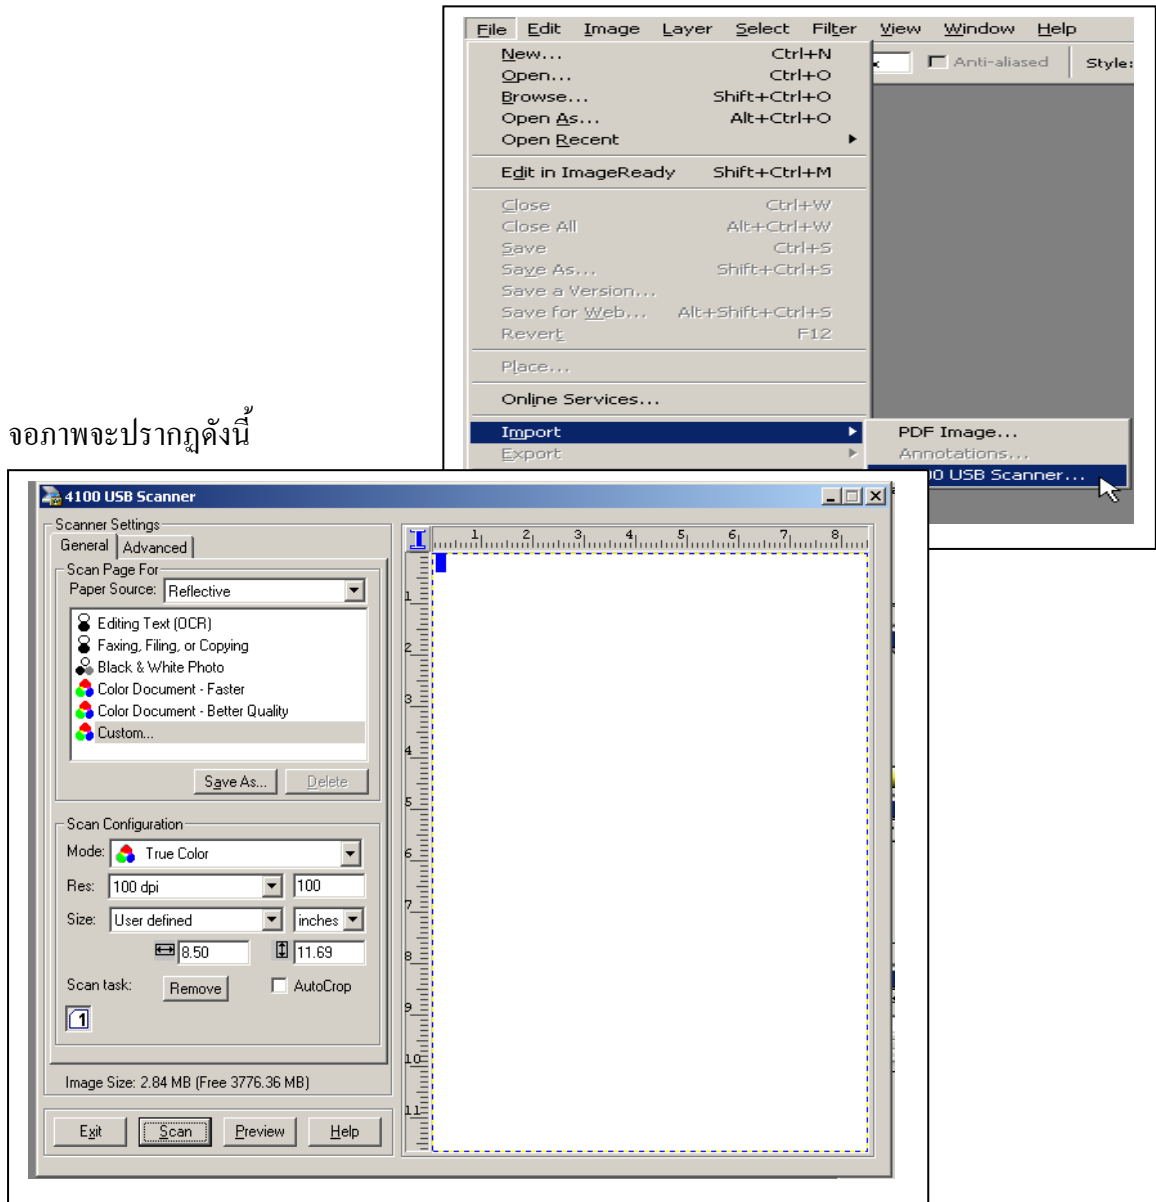 File Edit Image Layer Select Filter View Window Help
Anti-aliased Style:
New... Ctrl+N
Open... Ctrl+O
Browse... Shift+Ctrl+O
Open As... Alt+Ctrl+O
Open Recent
Edit in ImageReady Shift+Ctrl+M
Close Ctrl+W
Close All Alt+Ctrl+W
Save Ctrl+S
Save As... Shift+Ctrl+S
Save a Version...
Save for Web... Alt+Shift+Ctrl+S
Revert F12
Place...
Online Services...
Import
Export
PDF Image...
Annotations...
0 USB Scanner...
จอภาพจะปรากฏดังนี้
4100 USB Scanner
Scanner Settings
General Advanced
Scan Page For
Paper Source: Reflective
Editing Text (OCR)
Faxing, Filing, or Copying
Black & White Photo
Color Document - Faster
Color Document - Better Quality
Custom...
Save As... Delete
Scan Configuration
Mode: True Color
Res: 100 dpi 100
Size: User defined inches
8.50 11.69
Scan task: Remove AutoCrop
1
Image Size: 2.84 MB (Free 3776.36 MB)
Exit Scan Preview Help
1 2 3 4 5 6 7 8
1
2
3
4
5
6
7
8
9
10
11